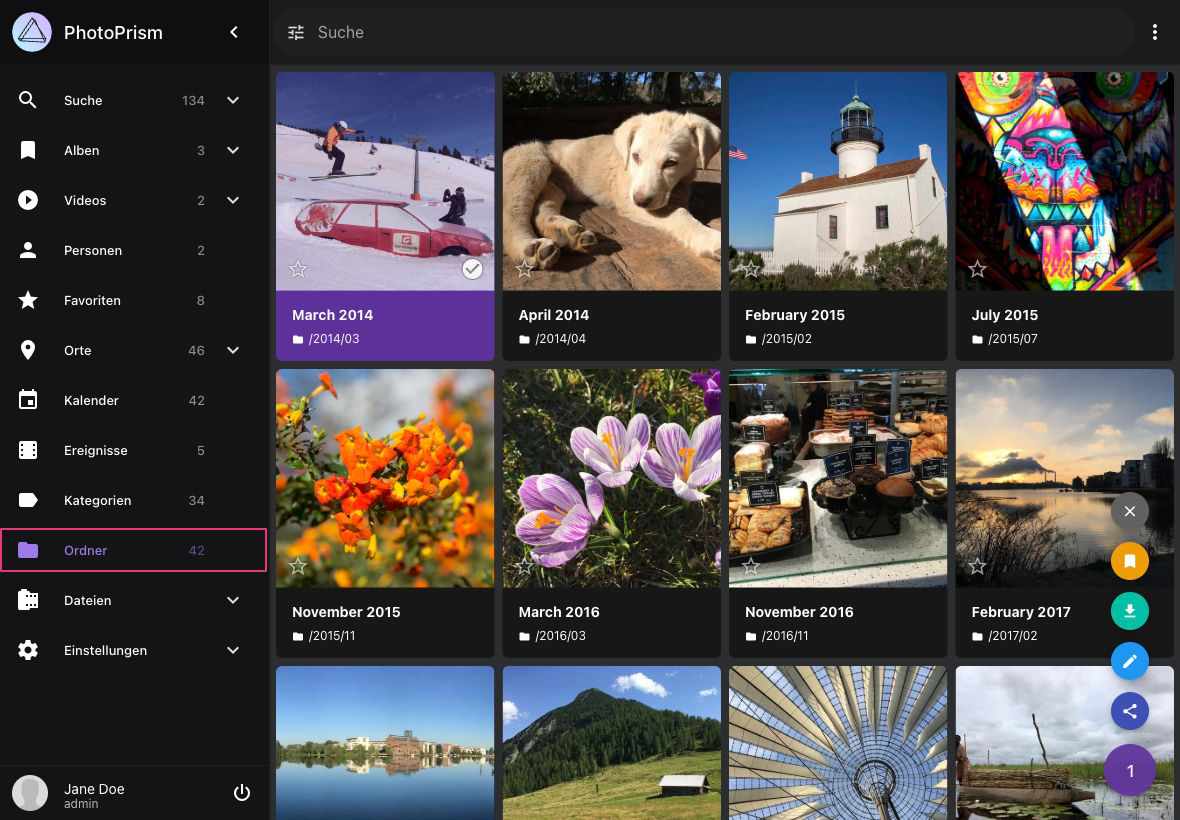 PhotoPrism
Suche
Suche 134
Alben 3
Videos 2
Personen 2
Favoriten 8
Orte 46
Kalender 42
Ereignisse 5
Kategorien 34
Ordner 42
Dateien
Einstellungen
Jane Doe
admin
March 2014
/2014/03
April 2014
/2014/04
February 2015
/2015/02
July 2015
/2015/07
November 2015
/2015/11
March 2016
/2016/03
November 2016
/2016/11
February 2017
/2017/02
1